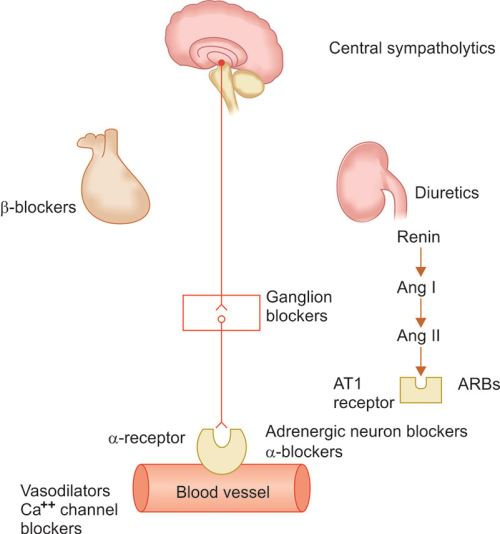 Central sympatholytics
β-blockers
Diuretics
Renin
Ang I
Ang II
Ganglion
blockers
AT1
receptor
ARBs
α-receptor
Adrenergic neuron blockers
α-blockers
Blood vessel
Vasodilators
Ca++ channel
blockers